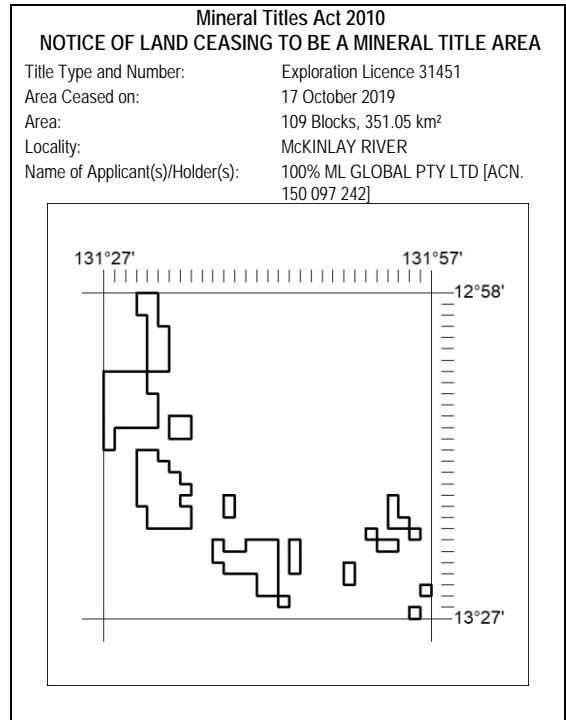 Mineral Titles Act 2010
NOTICE OF LAND CEASING TO BE A MINERAL TITLE AREA
Title Type and Number: Exploration Licence 31451
Area Ceased on: 17 October 2019
Area: 109 Blocks, 351.05 km²
Locality: McKINLAY RIVER
Name of Applicant(s)/Holder(s): 100% ML GLOBAL PTY LTD [ACN.
150 097 242]
131°27' 131°57'
12°58'
13°27'